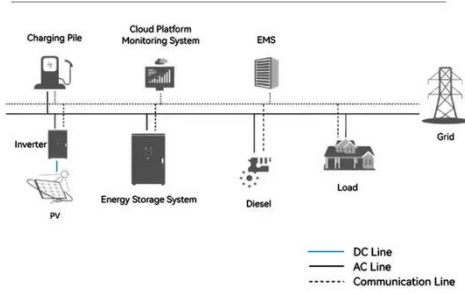 Charging Pile
Cloud Platform
Monitoring System
EMS
Grid
Inverter
PV
Energy Storage System
Diesel
Load
DC Line
AC Line
Communication Line